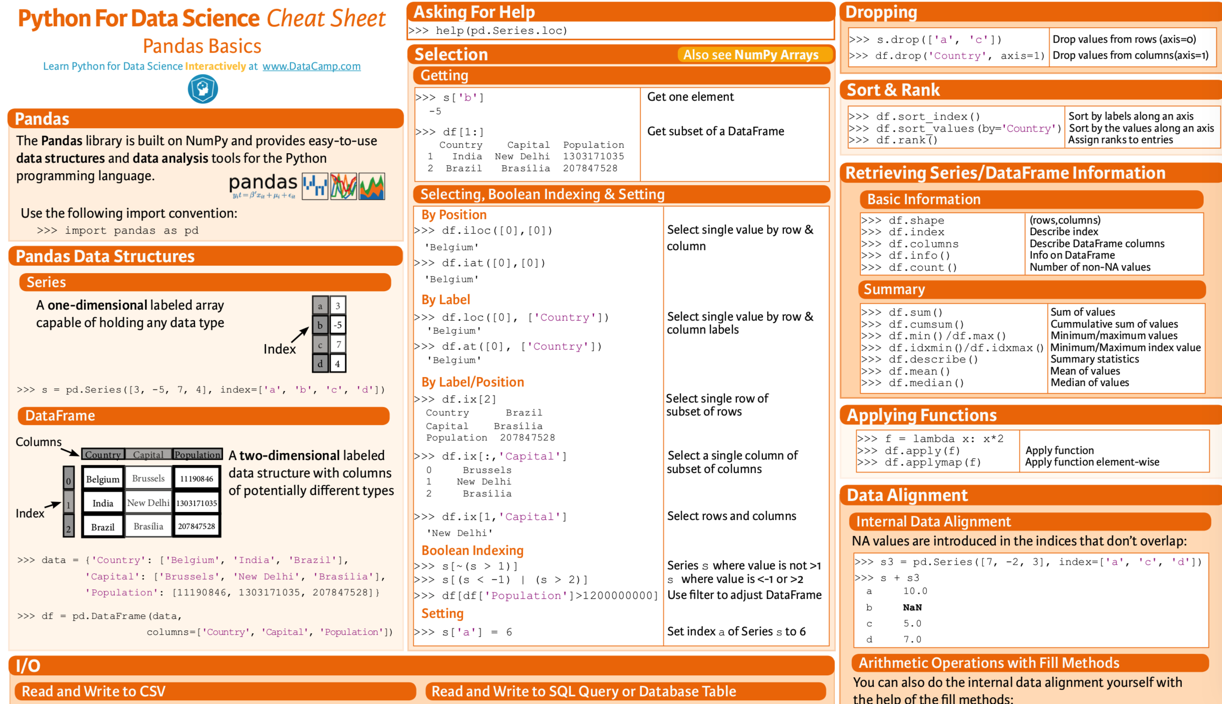 Python For Data Science Cheat Sheet
Pandas Basics
Learn Python for Data Science Interactively at www.DataCamp.com
Pandas
The Pandas library is built on NumPy and provides easy-to-use
data structures and data analysis tools for the Python
programming language.
pandas
Use the following import convention:
>>> import pandas as pd
Pandas Data Structures
Series
A one-dimensional labeled array
capable of holding any data type
Index
a 3
b -5
c 7
d 4
>>> s = pd.Series([3, -5, 7, 4], index=['a', 'b', 'c', 'd'])
DataFrame
Columns
Index
Country Capital Population
0 Belgium Brussels 11190846
1 India New Delhi 1303171035
2 Brazil Brasília 207847528
A two-dimensional labeled
data structure with columns
of potentially different types
>>> data = {'Country': ['Belgium', 'India', 'Brazil'],
'Capital': ['Brussels', 'New Delhi', 'Brasília'],
'Population': [11190846, 1303171035, 207847528]}
>>> df = pd.DataFrame(data,
columns=['Country', 'Capital', 'Population'])
Asking For Help
>>> help(pd.Series.loc)
Selection
Also see NumPy Arrays
Getting
>>> s['b'] Get one element
-5
>>> df[1:] Get subset of a DataFrame
Country Capital Population
1 India New Delhi 1303171035
2 Brazil Brasília 207847528
Selecting, Boolean Indexing & Setting
By Position
>>> df.iloc([0],[0]) Select single value by row &
'Belgium' column
>>> df.iat([0],[0])
'Belgium'
By Label
>>> df.loc([0], ['Country']) Select single value by row &
'Belgium' column labels
>>> df.at([0], ['Country'])
'Belgium'
By Label/Position
>>> df.ix[2] Select single row of
Country Brazil subset of rows
Capital Brasília
Population 207847528
>>> df.ix[:,'Capital'] Select a single column of
0 Brussels subset of columns
1 New Delhi
2 Brasília
>>> df.ix[1,'Capital'] Select rows and columns
'New Delhi'
Boolean Indexing
>>> s[~(s > 1)] Series s where value is not >1
>>> s[(s < -1) | (s > 2)] s where value is <-1 or >2
>>> df[df['Population']>1200000000] Use filter to adjust DataFrame
Setting
>>> s['a'] = 6 Set index a of Series s to 6
Dropping
>>> s.drop(['a', 'c']) Drop values from rows (axis=0)
>>> df.drop('Country', axis=1) Drop values from columns(axis=1)
Sort & Rank
>>> df.sort_index() Sort by labels along an axis
>>> df.sort_values(by='Country') Sort by the values along an axis
>>> df.rank() Assign ranks to entries
Retrieving Series/DataFrame Information
Basic Information
>>> df.shape (rows,columns)
>>> df.index Describe index
>>> df.columns Describe DataFrame columns
>>> df.info() Info on DataFrame
>>> df.count() Number of non-NA values
Summary
>>> df.sum() Sum of values
>>> df.cumsum() Cummulative sum of values
>>> df.min()/df.max() Minimum/maximum values
>>> df.idxmin()/df.idxmax() Minimum/Maximum index value
>>> df.describe() Summary statistics
>>> df.mean() Mean of values
>>> df.median() Median of values
Applying Functions
>>> f = lambda x: x*2
>>> df.apply(f) Apply function
>>> df.applymap(f) Apply function element-wise
Data Alignment
Internal Data Alignment
NA values are introduced in the indices that don't overlap:
>>> s3 = pd.Series([7, -2, 3], index=['a', 'c', 'd'])
>>> s + s3
a 10.0
b NaN
c 5.0
d 7.0
Arithmetic Operations with Fill Methods
You can also do the internal data alignment yourself with
the help of the fill methods:
I/O
Read and Write to CSV
Read and Write to SQL Query or Database Table